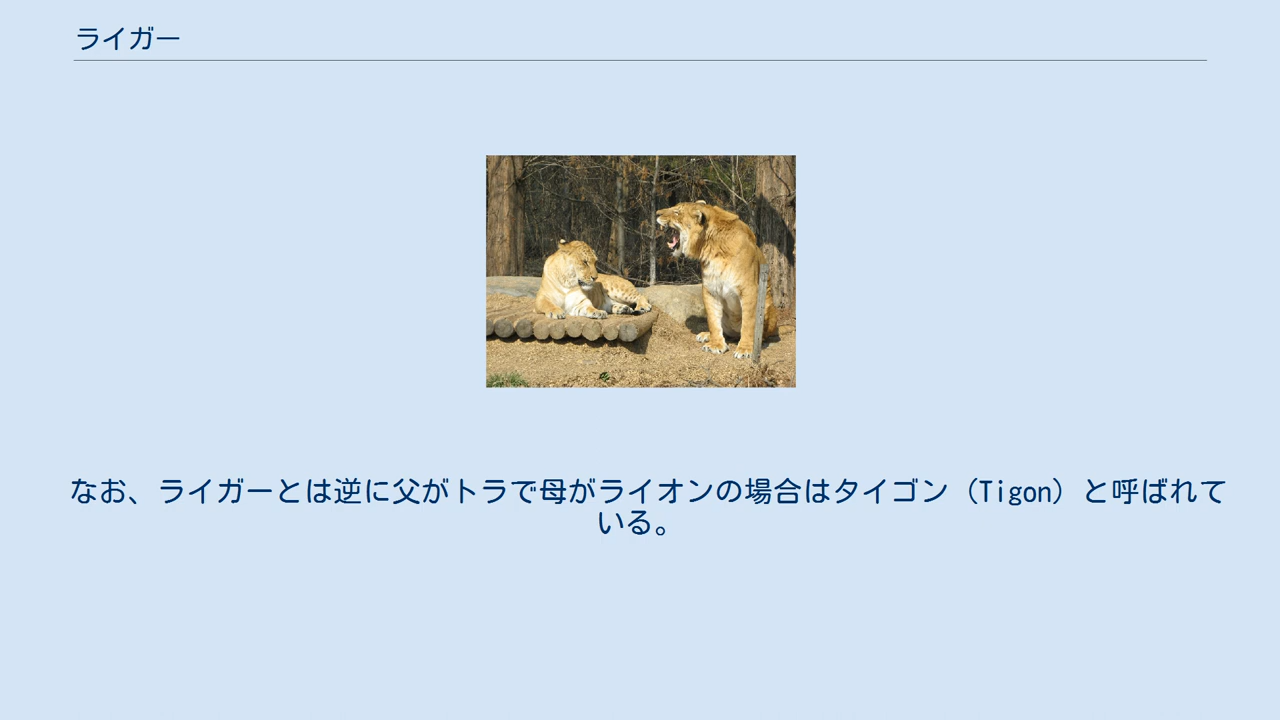 ライガー
なお、ライガーとは逆に父がトラで母がライオンの場合はタイゴン（Tigon）と呼ばれて
いる。